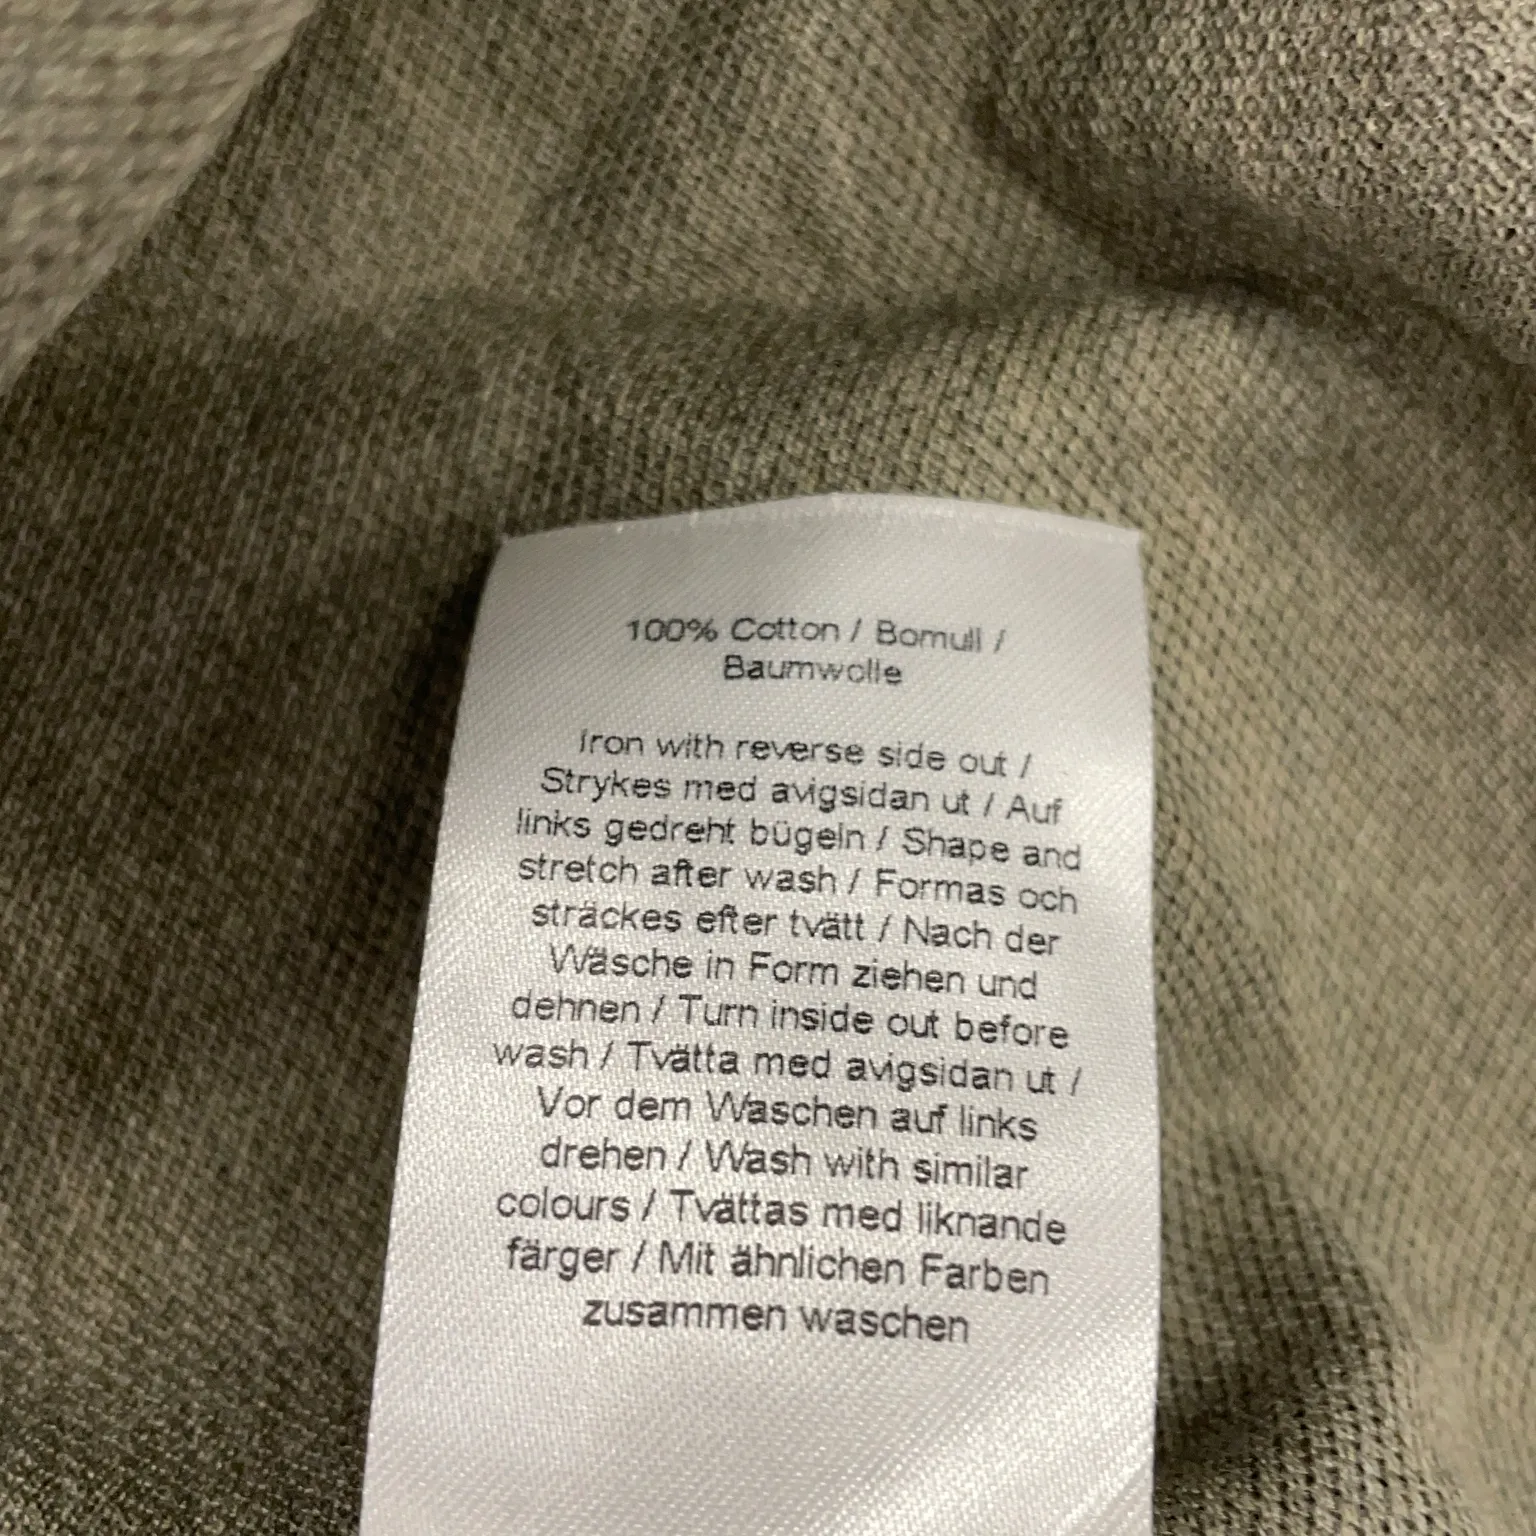 100% Cotton / Bomull /
Baumwolle
Iron with reverse side out /
Strykes med avigsidan ut / Auf
links gedreht bügeln / Shape and
stretch after wash / Formas och
sträckes efter tvätt / Nach der
Wäsche in Form ziehen und
dehnen / Turn inside out before
wash / Tvätta med avigsidan ut /
Vor dem Waschen auf links
drehen / Wash with similar
colours / Tvättas med liknande
färger / Mit ähnlichen Farben
zusammen waschen